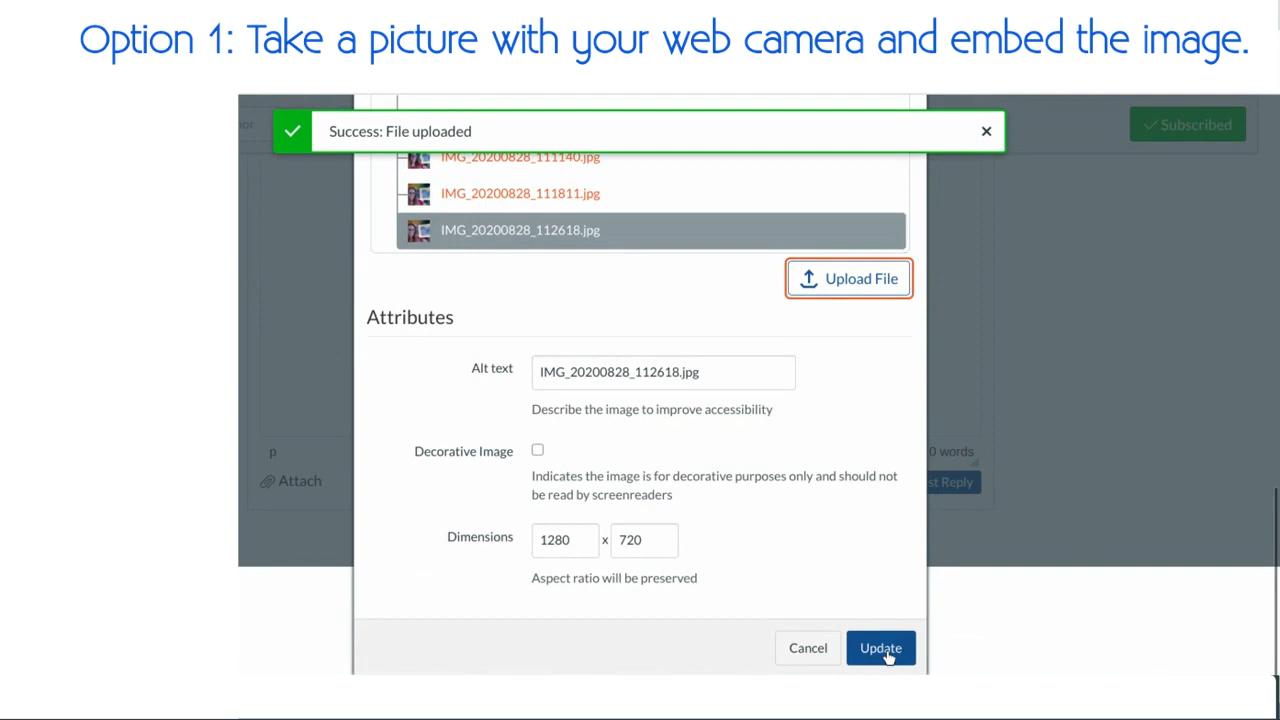 Option 1: Take a picture with your web camera and embed the image.
Success: File uploaded
Subscribed
IMG_20200828_111140.jpg
IMG_20200828_111811.jpg
IMG_20200828_112618.jpg
Upload File
Attributes
Alt text IMG_20200828_112618.jpg
Describe the image to improve accessibility
Decorative Image
Indicates the image is for decorative purposes only and should not
be read by screenreaders
p
0 words
Attach
Reply
Dimensions 1280 x 720
Aspect ratio will be preserved
Cancel Update